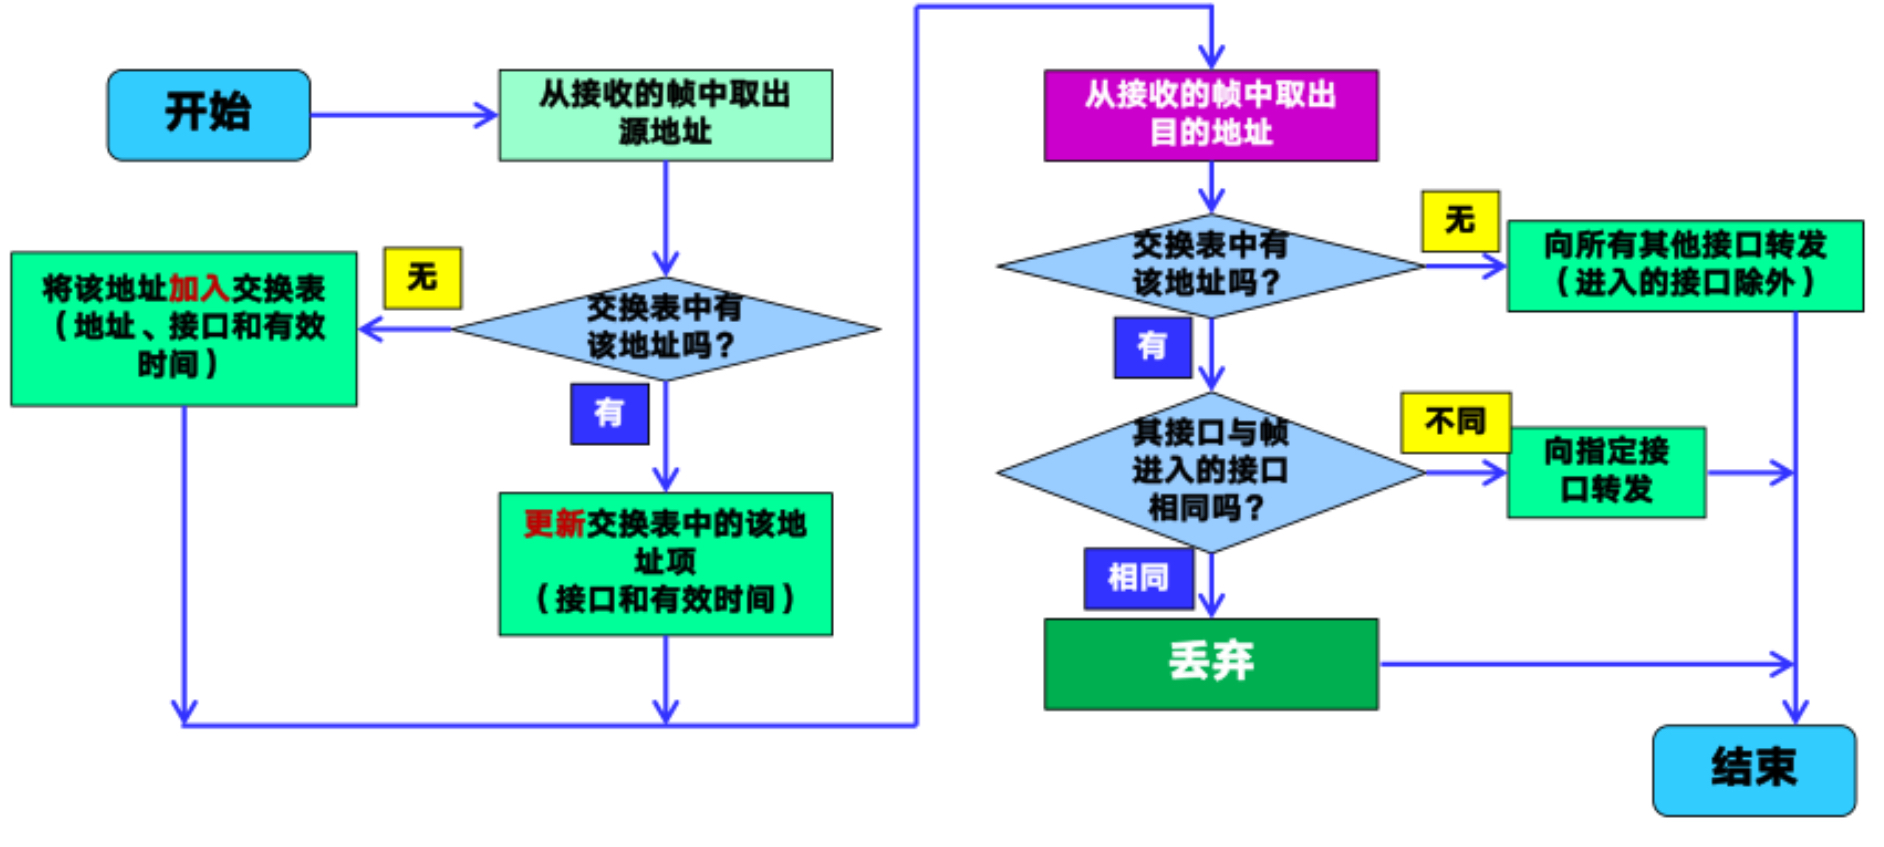 开始
从接收的帧中取出
源地址
交换表中有
该地址吗？
无
将该地址加入交换表
（地址、接口和有效
时间）
有
更新交换表中的该地
址项
（接口和有效时间）
从接收的帧中取出
目的地址
交换表中有
该地址吗？
无
向所有其他接口转发
（进入的接口除外）
有
其接口与帧
进入的接口
相同吗？
不同
向指定接
口转发
相同
丢弃
结束